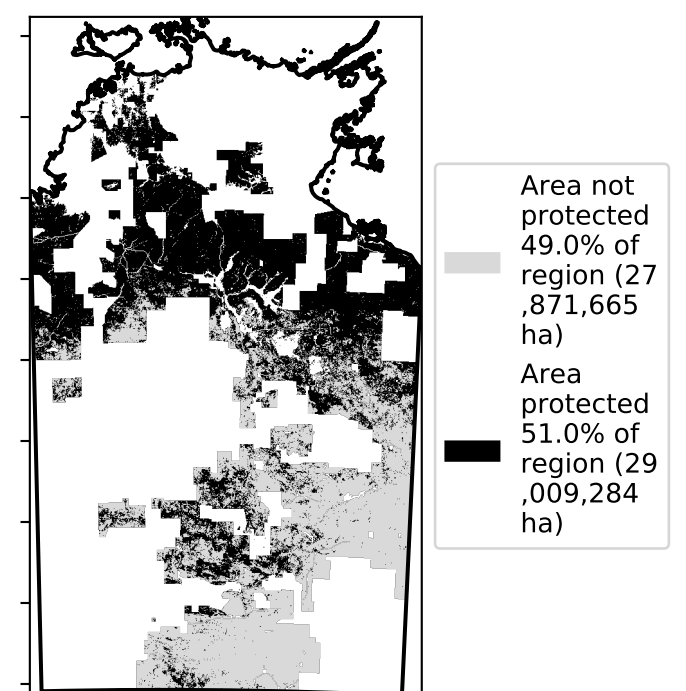 Area not
protected
49.0% of
region (27
,871,665
ha)
Area
protected
51.0% of
region (29
,009,284
ha)